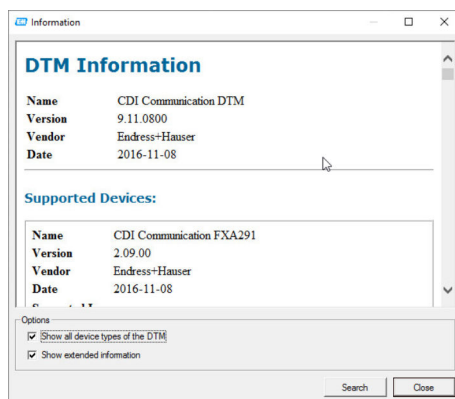 Information
DTM Information
Name CDI Communication DTM
Version 9.11.0800
Vendor Endress+Hauser
Date 2016-11-08
Supported Devices:
Name CDI Communication FXA291
Version 2.09.00
Vendor Endress+Hauser
Date 2016-11-08
Options
Show all device types of the DTM
Show extended information
Search Close